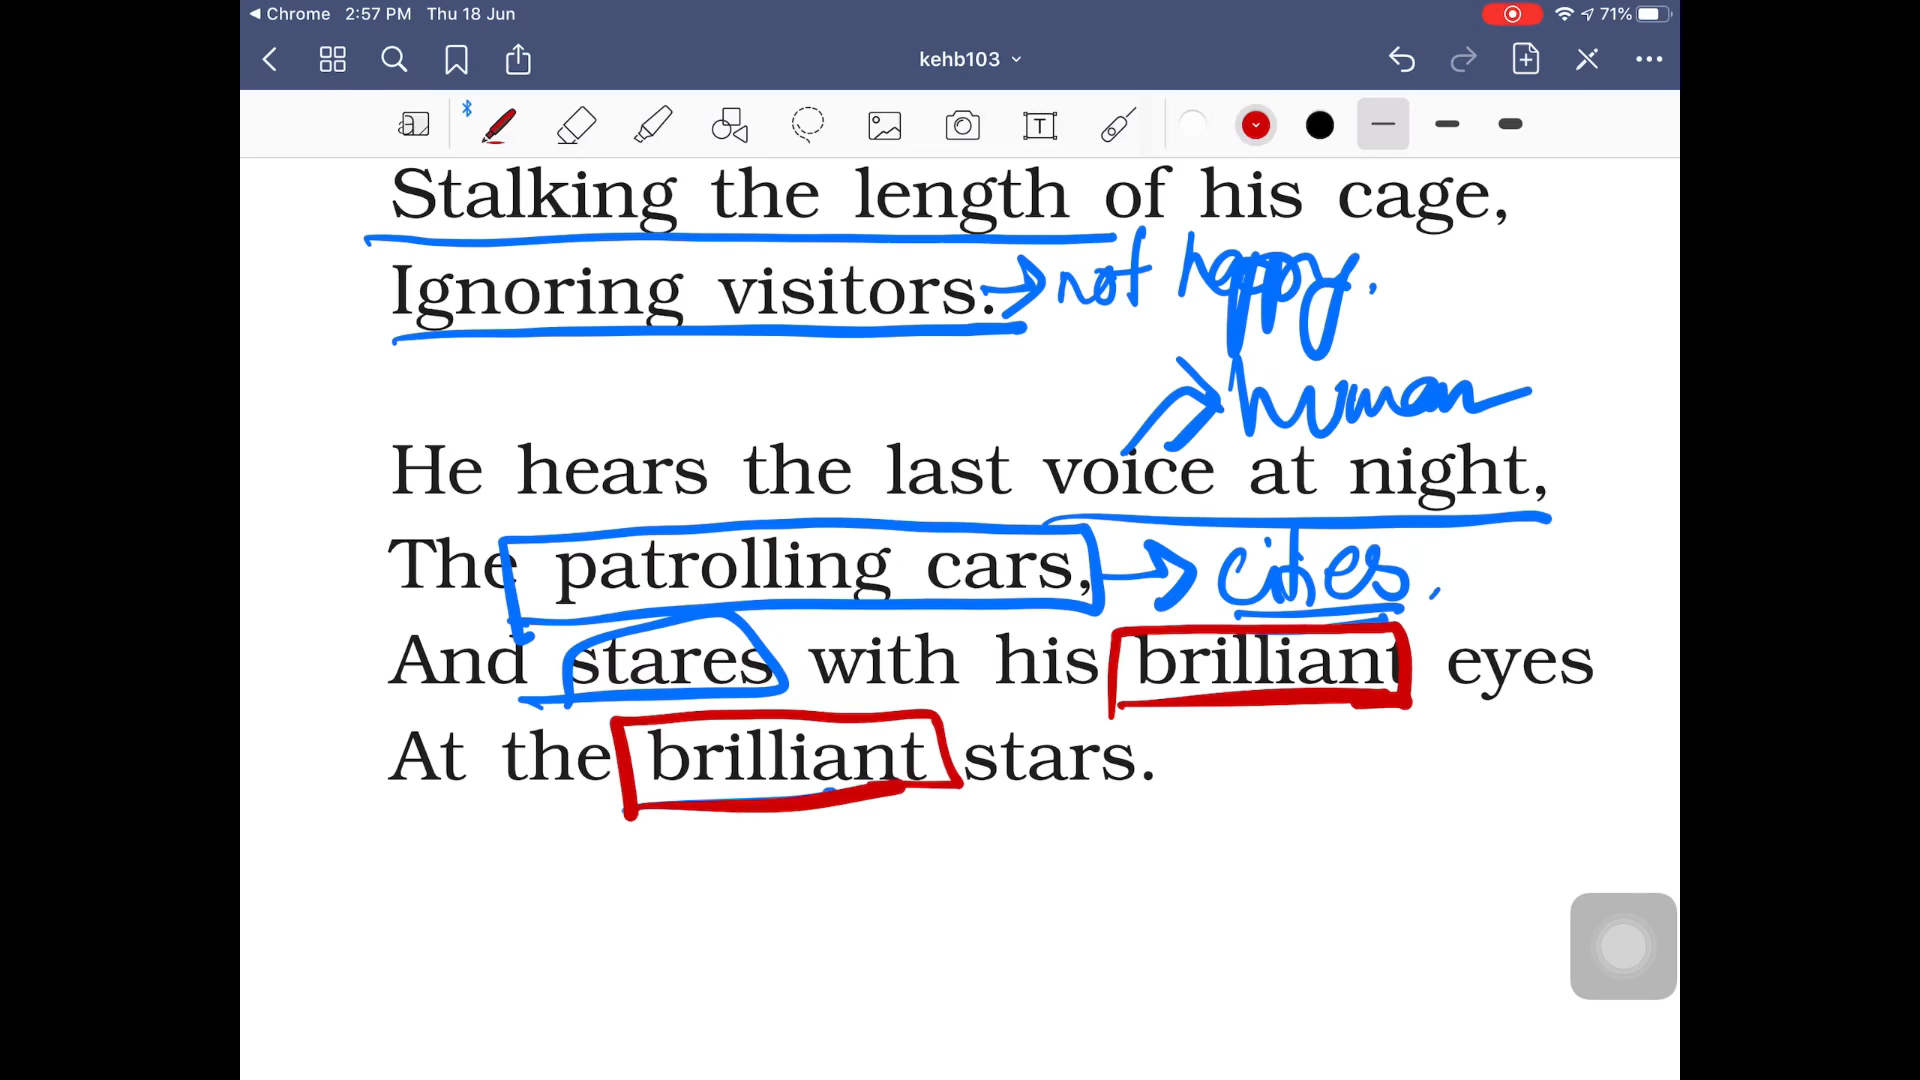 Chrome 2:57 PM Thu 18 Jun 71%
kehb103
Stalking the length of his cage,
Ignoring visitors. not happy.
human
He hears the last voice at night,
The patrolling cars, cities.
And stares with his brilliant eyes
At the brilliant stars.